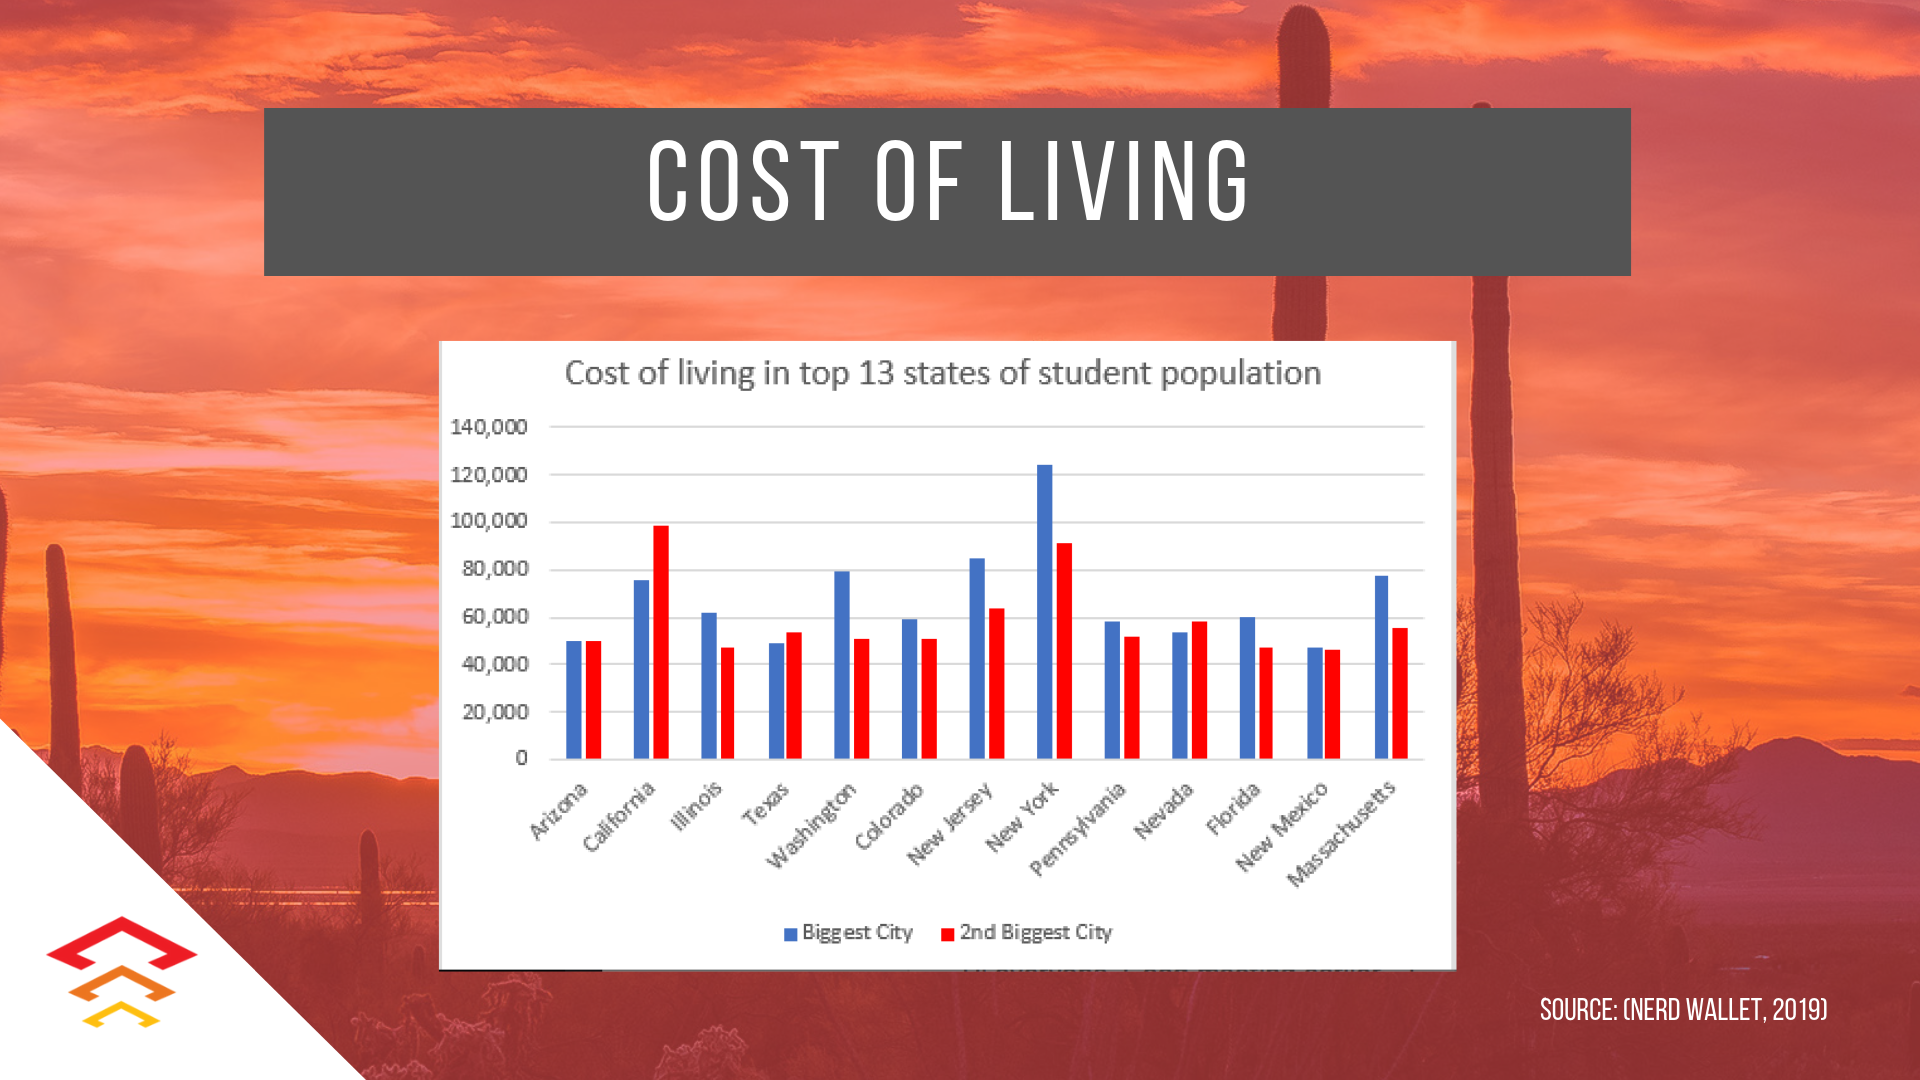 COST OF LIVING
Cost of living in top 13 states of student population
140,000
120,000
100,000
80,000
60,000
40,000
20,000
0
Arizona
California
Illinois
Texas
Washington
Colorado
New Jersey
New York
Pennsylvania
Nevada
Florida
New Mexico
Massachusetts
Biggest City
2nd Biggest City
SOURCE: (NERD WALLET, 2019)